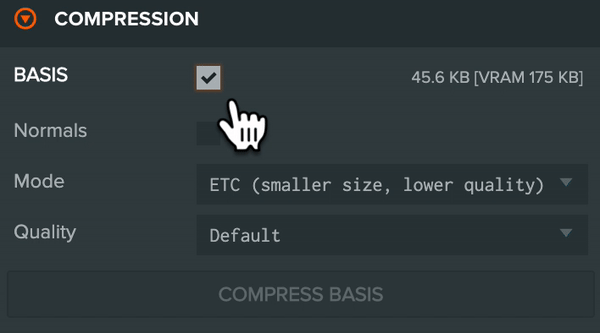 COMPRESSION
BASIS 45.6 KB [VRAM 175 KB]
Normals
Mode ETC (smaller size, lower quality)
Quality Default
COMPRESS BASIS